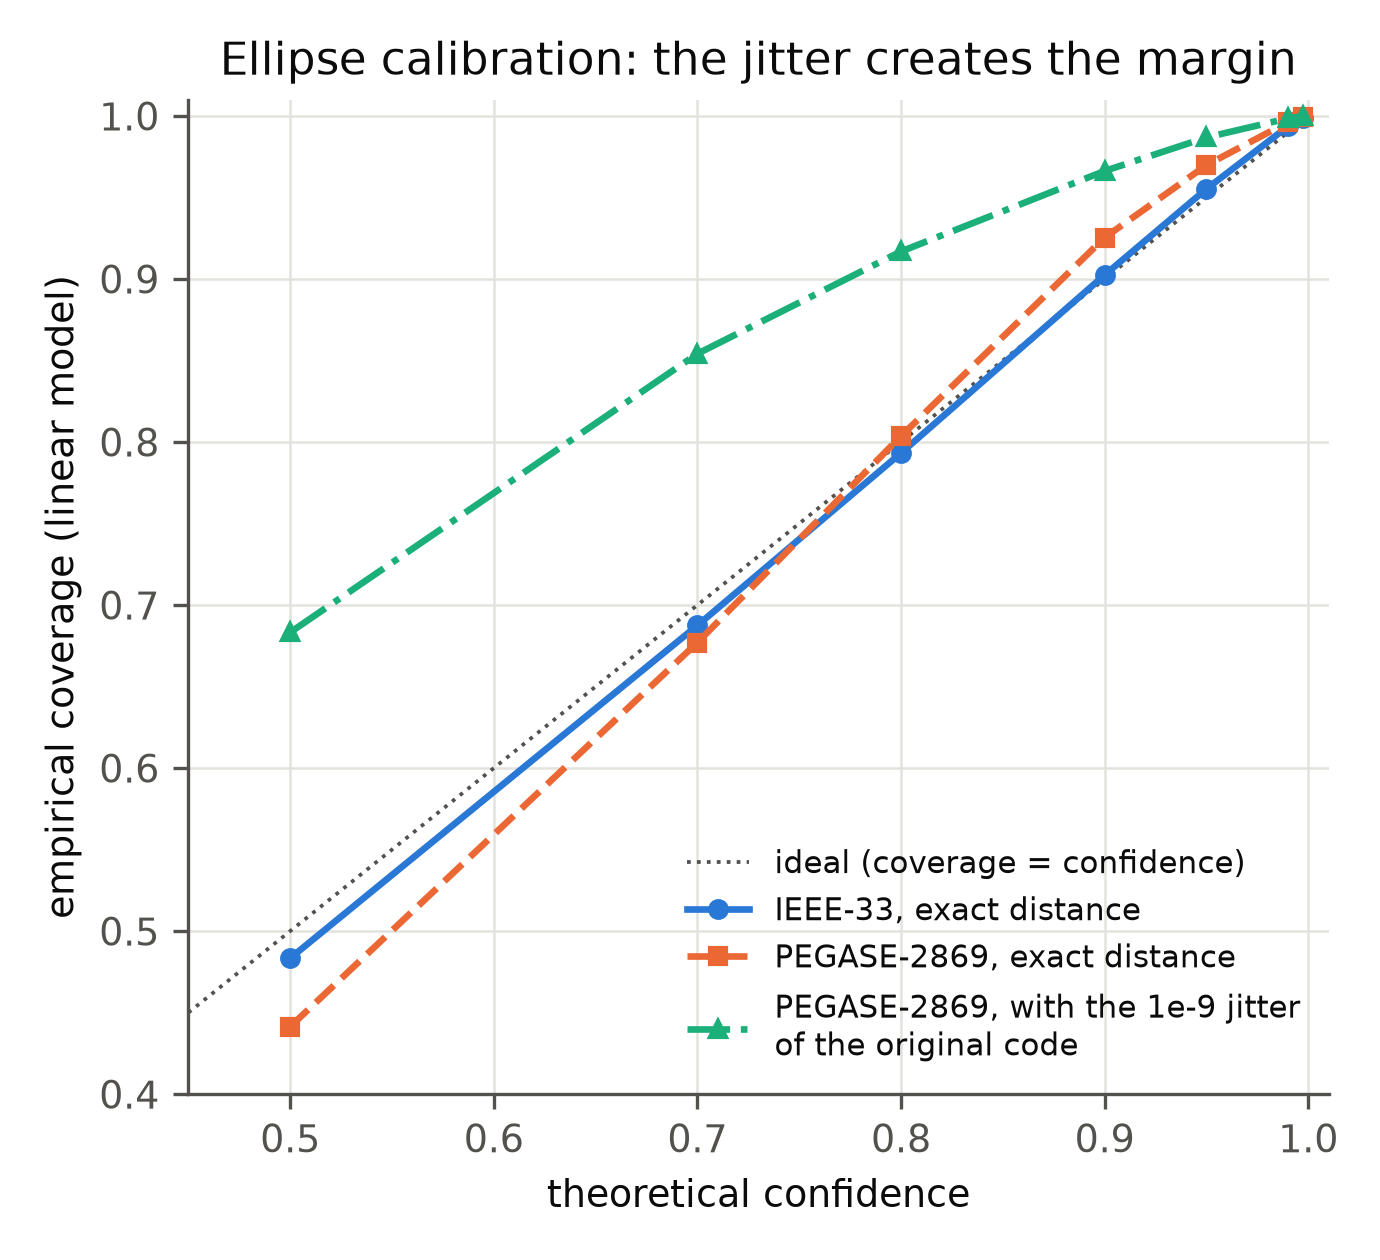 Ellipse calibration: the jitter creates the margin
1.0
0.9
0.8
0.7
0.6
0.5
0.4
empirical coverage (linear model)
ideal (coverage = confidence)
IEEE-33, exact distance
PEGASE-2869, exact distance
PEGASE-2869, with the 1e-9 jitter
of the original code
0.5 0.6 0.7 0.8 0.9 1.0
theoretical confidence